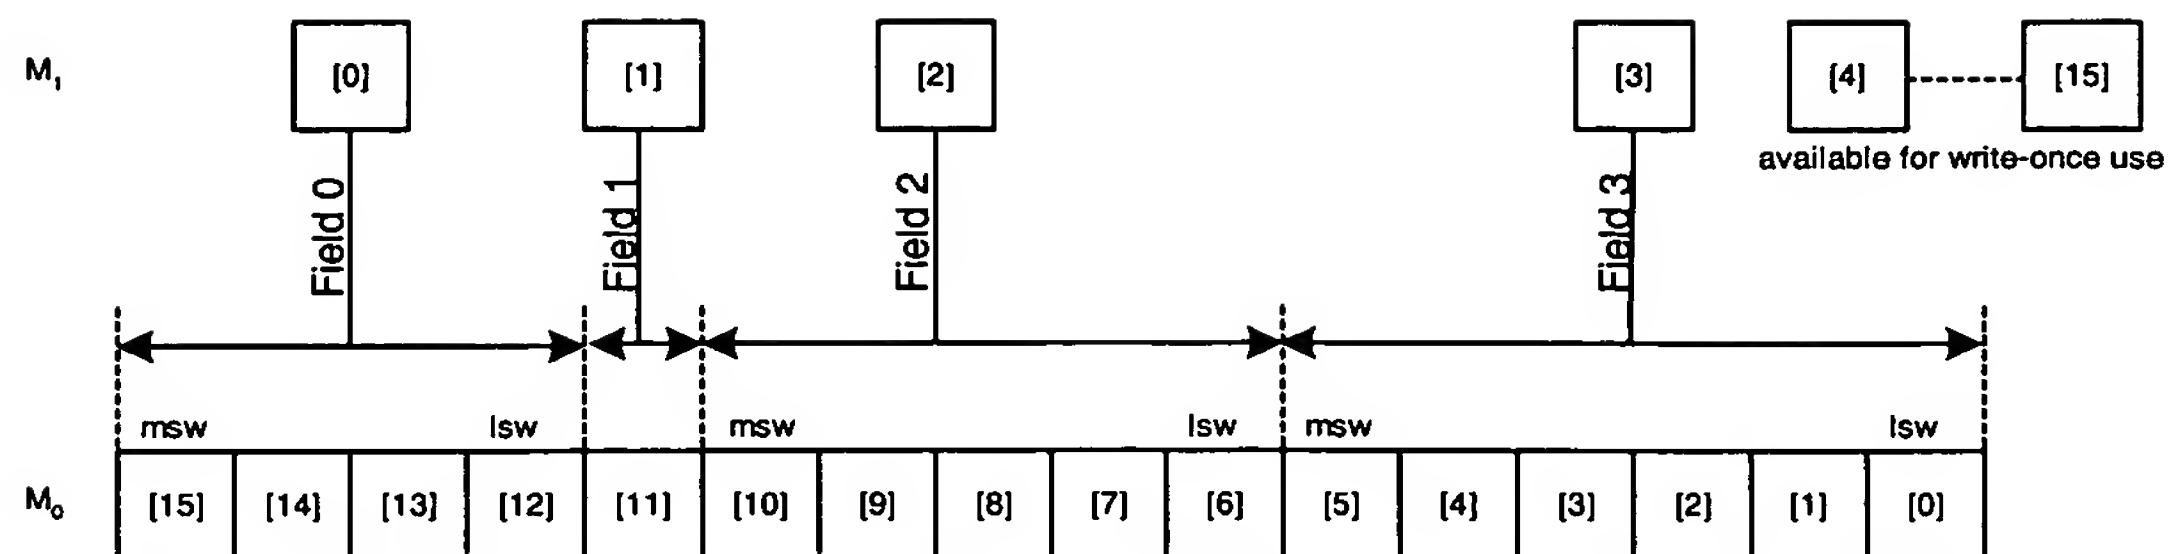 M₁ [0] [1] [2] [3] [4] [15]
available for write-once use
Field 0 Field 1 Field 2 Field 3
msw lsw msw lsw msw lsw
M₀ [15] [14] [13] [12] [11] [10] [9] [8] [7] [6] [5] [4] [3] [2] [1] [0]